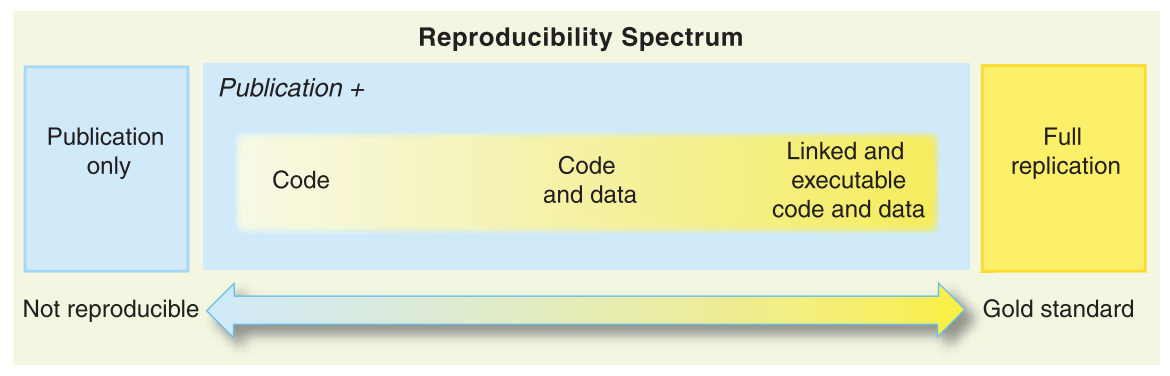 Reproducibility Spectrum
Publication +
Publication
only
Code
Code
and data
Linked and
executable
code and data
Full
replication
Not reproducible
Gold standard